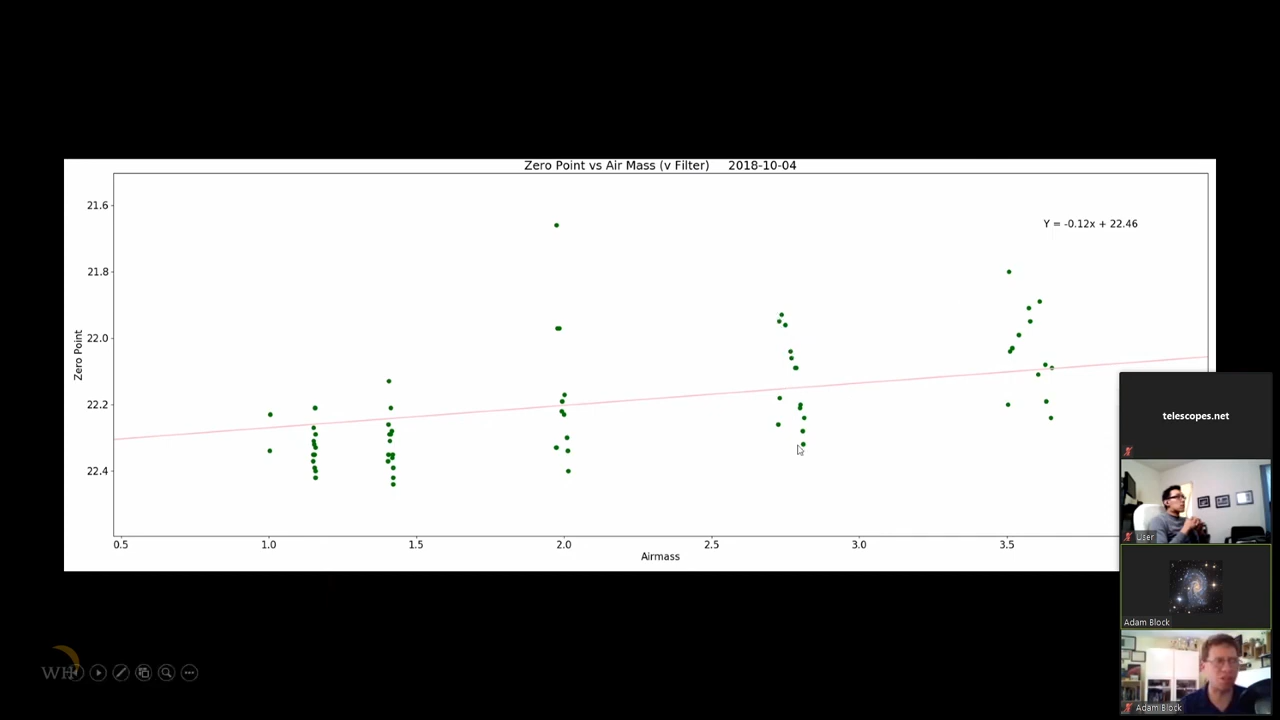 Zero Point vs Air Mass (v Filter) 2018-10-04
Y = -0.12x + 22.46
Zero Point
21.6
21.8
22.0
22.2
22.4
0.5 1.0 1.5 2.0 2.5 3.0 3.5
Airmass
telescopes.net
User
Adam Block
Adam Block
WH